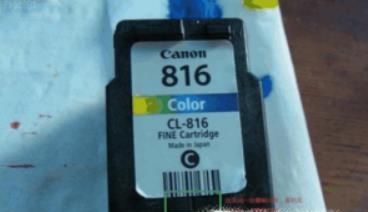 Canon
816
Color
CL-816
FINE Cartridge
Made in Japan
C